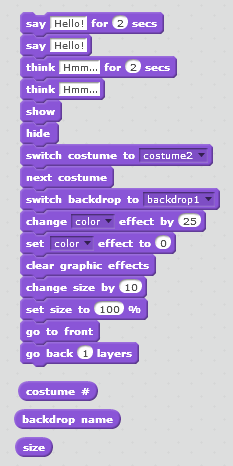 say Hello! for 2 secs
say Hello!
think Hmm... for 2 secs
think Hmm...
show
hide
switch costume to costume2
next costume
switch backdrop to backdrop1
change color effect by 25
set color effect to 0
clear graphic effects
change size by 10
set size to 100 %
go to front
go back 1 layers
costume #
backdrop name
size